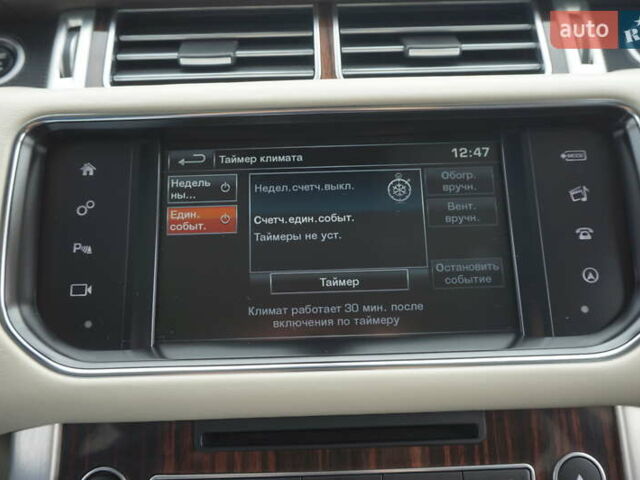 auto
R
Таймер климата
12:47
MODE
Недель
ны...
Недел.счетч.выкл.
Обогр.
вручн.
Един.
событ.
Счетч.един.событ.
Таймеры не уст.
Вент.
вручн.
P
Таймер
Остановить
событие
Климат работает 30 мин. после
включения по таймеру